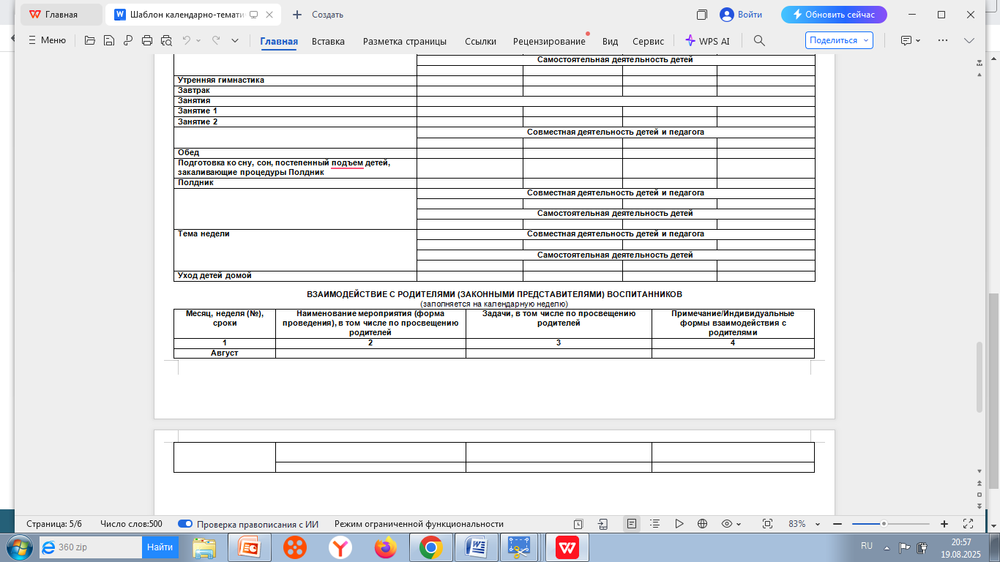 Главная
Шаблон календарно-темати
Создать
Войти
Обновить сейчас
Меню
Главная
Вставка
Разметка страницы
Ссылки
Рецензирование
Вид
Сервис
WPS AI
Поделиться
Самостоятельная деятельность детей
Утренняя гимнастика
Завтрак
Занятия
Занятие 1
Занятие 2
Совместная деятельность детей и педагога
Обед
Подготовка ко сну, сон, постепенный подъем детей,
закаливающие процедуры Полдник
Полдник
Совместная деятельность детей и педагога
Самостоятельная деятельность детей
Тема недели
Совместная деятельность детей и педагога
Самостоятельная деятельность детей
Уход детей домой
ВЗАИМОДЕЙСТВИЕ С РОДИТЕЛЯМИ (ЗАКОННЫМИ ПРЕДСТАВИТЕЛЯМИ) ВОСПИТАННИКОВ
(заполняется на календарную неделю)
Месяц, неделя (№),
сроки
Наименование мероприятия (форма
проведения), в том числе по просвещению
родителей
Задачи, в том числе по просвещению
родителей
Примечание/Индивидуальные
формы взаимодействия с
родителями
1
2
3
4
Август
Страница: 5/6
Число слов:500
Проверка правописания с ИИ
Режим ограниченной функциональности
83%
360 zip
Найти
RU
20:57
19.08.2025